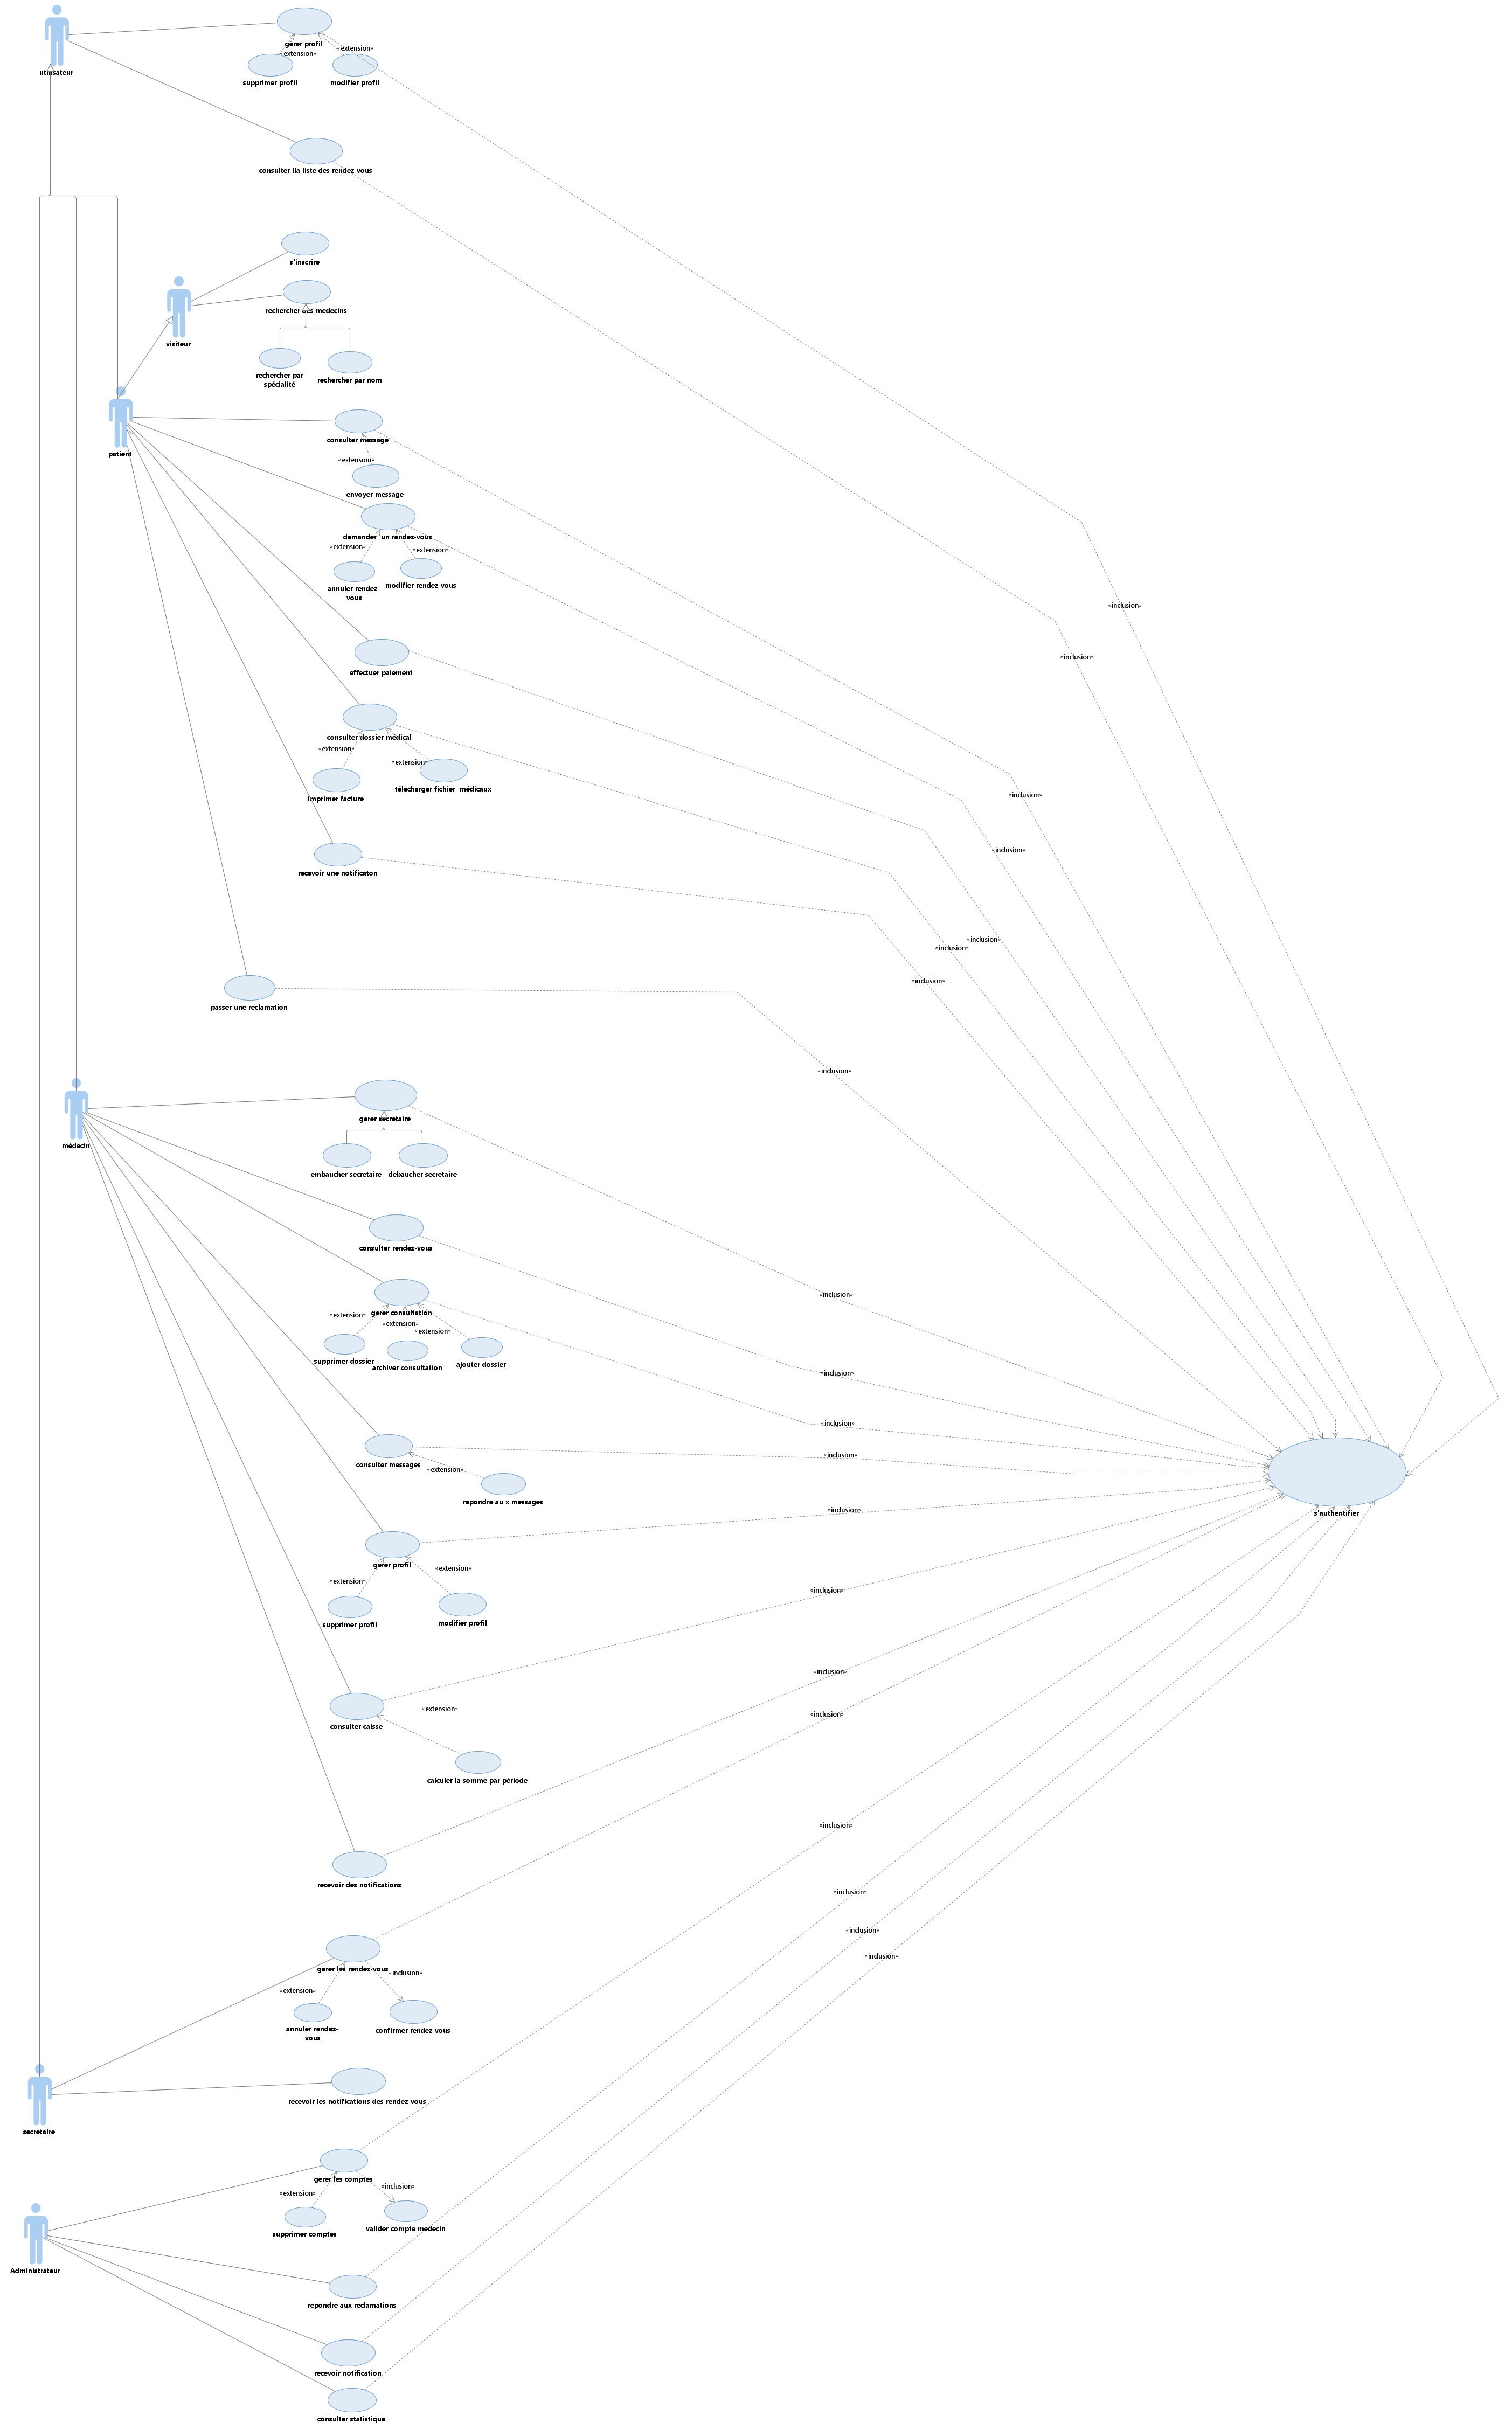 gérer profil
«extension»
«extension»
utilisateur
supprimer profil
modifier profil
consulter lla liste des rendez-vous
s'inscrire
rechercher des medecins
visiteur
rechercher par
spécialité
rechercher par nom
consulter message
patient
«extension»
envoyer message
demander  un rendez-vous
«extension»
«extension»
annuler rendez-
vous
modifier rendez-vous
«inclusion»
«inclusion»
effectuer paiement
consulter dossier médical
«extension»
«extension»
imprimer facture
télecharger fichier  médicaux
«inclusion»
«inclusion»
recevoir une notificaton
«inclusion»
«inclusion»
«inclusion»
passer une reclamation
«inclusion»
gerer secretaire
médecin
embaucher secretaire
debaucher secretaire
consulter rendez-vous
«inclusion»
gerer consultation
«extension»
«extension»
«extension»
supprimer dossier
archiver consultation
ajouter dossier
«inclusion»
«inclusion»
consulter messages
«inclusion»
«extension»
repondre au x messages
«inclusion»
s'authentifier
gerer profil
«extension»
«extension»
supprimer profil
modifier profil
«inclusion»
consulter caisse
«extension»
«inclusion»
«inclusion»
calculer la somme par période
«inclusion»
recevoir des notifications
«inclusion»
«inclusion»
«inclusion»
gerer les rendez-vous
«inclusion»
«extension»
annuler rendez-
vous
confirmer rendez-vous
recevoir les notifications des rendez-vous
secretaire
gerer les comptes
«inclusion»
«extension»
supprimer comptes
valider compte medecin
Administrateur
repondre aux reclamations
recevoir notification
consulter statistique